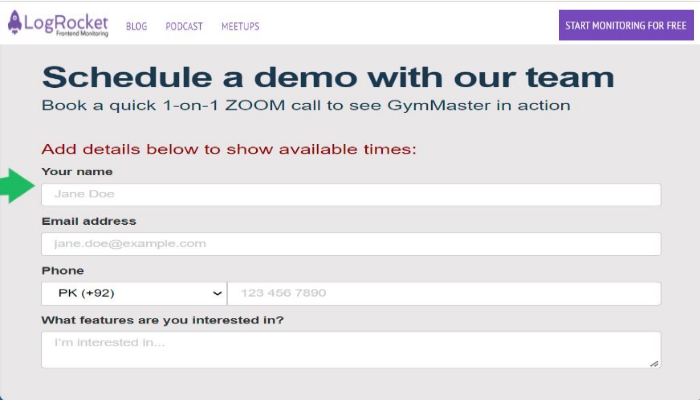 LogRocket
Frontend Monitoring
BLOG PODCAST MEETUPS
START MONITORING FOR FREE
Schedule a demo with our team
Book a quick 1-on-1 ZOOM call to see GymMaster in action
Add details below to show available times:
Your name
Jane Doe
Email address
jane.doe@example.com
Phone
PK (+92) 123 456 7890
What features are you interested in?
I'm interested in...